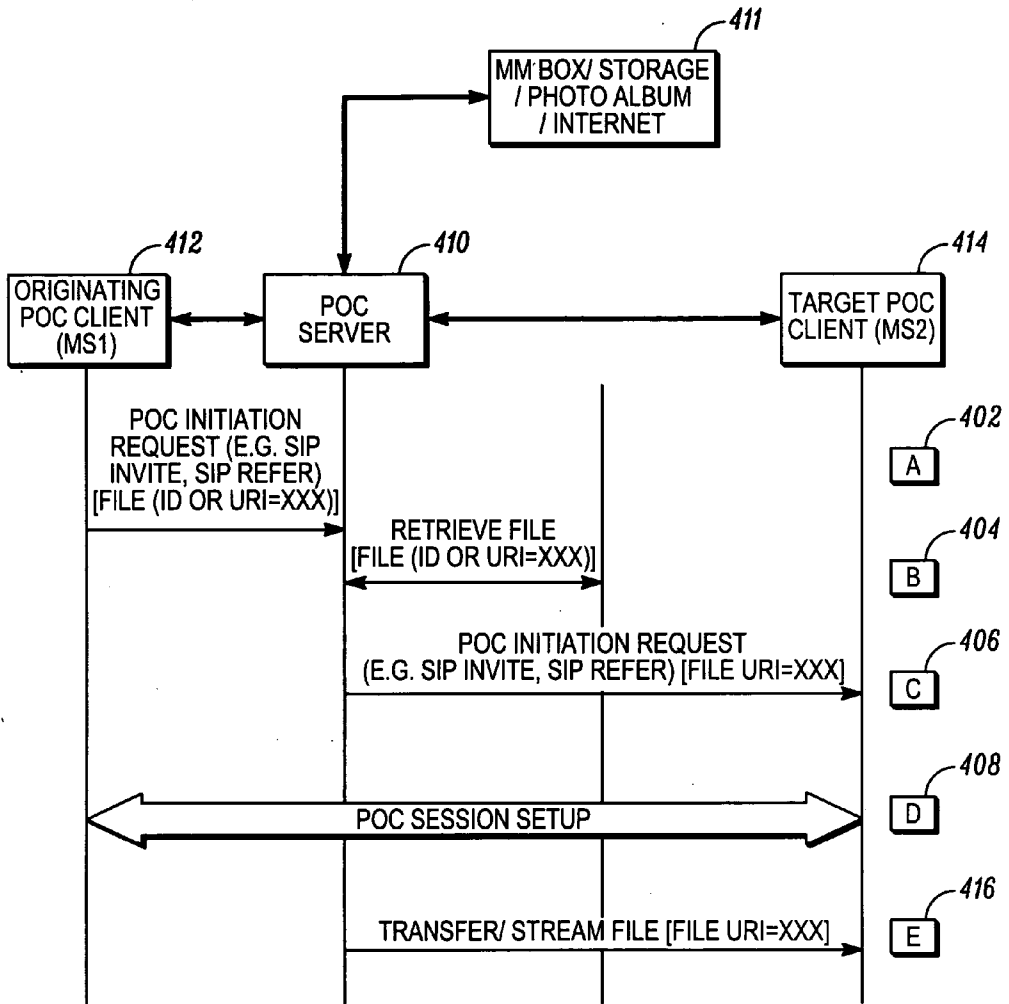 411
MM BOX/ STORAGE
/ PHOTO ALBUM
/ INTERNET
412
410
414
ORIGINATING
POC CLIENT
(MS1)
POC
SERVER
TARGET POC
CLIENT (MS2)
POC INITIATION
REQUEST (E.G. SIP
INVITE, SIP REFER)
[FILE (ID OR URI=XXX)]
402
A
RETRIEVE FILE
[FILE (ID OR URI=XXX)]
404
B
POC INITIATION REQUEST
(E.G. SIP INVITE, SIP REFER) [FILE URI=XXX]
406
C
408
POC SESSION SETUP
D
416
TRANSFER/ STREAM FILE [FILE URI=XXX]
E